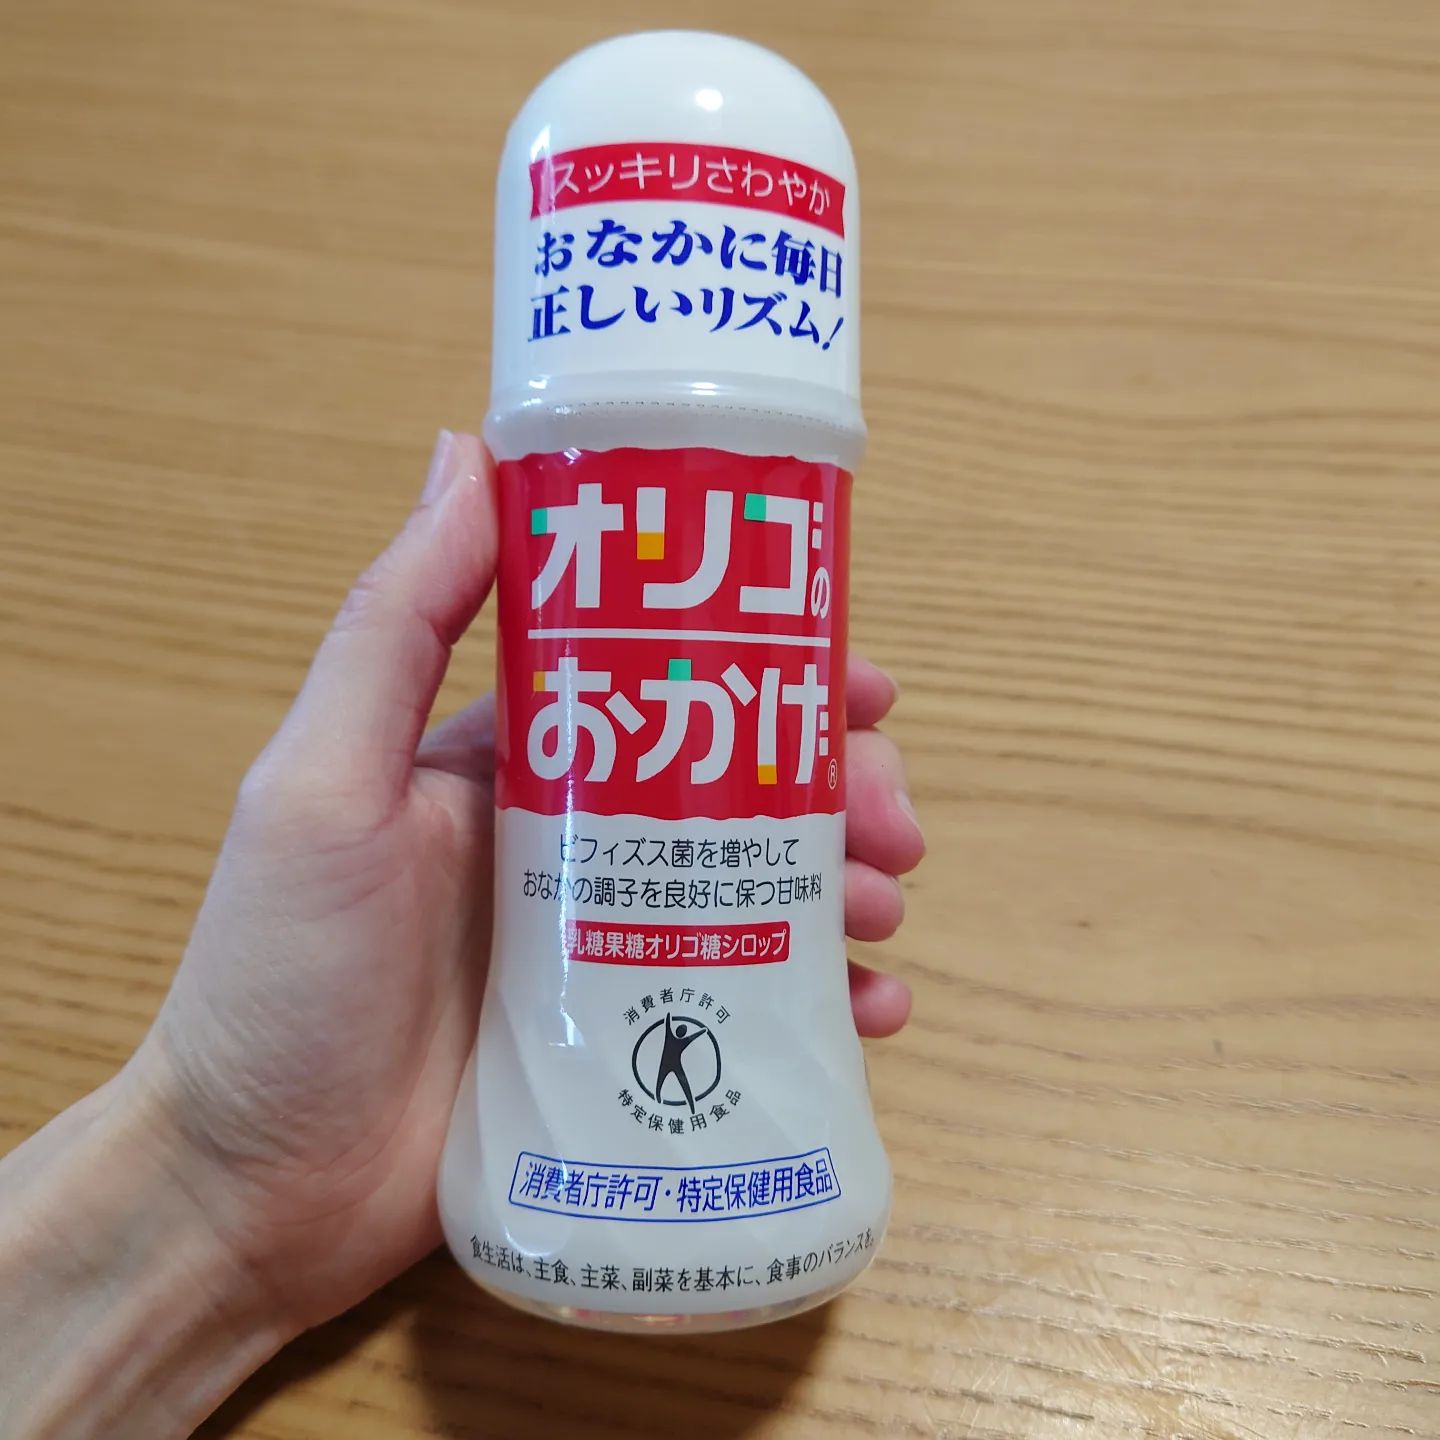 スッキリさわやか
おなかに毎日
正しいリズム!
オリゴの
おかげ®
ビフィズス菌を増やして
おなかの調子を良好に保つ甘味料
乳糖果糖オリゴ糖シロップ
消費者庁許可
特定保健用食品
消費者庁許可・特定保健用食品
食生活は、主食、主菜、副菜を基本に、食事のバランスを。